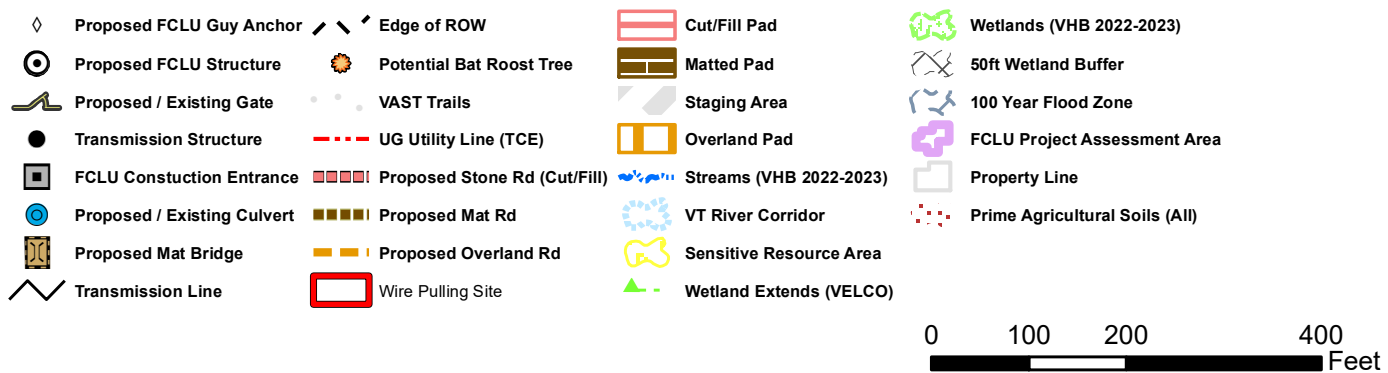 Proposed FCLU Guy Anchor
Proposed FCLU Structure
Proposed / Existing Gate
Transmission Structure
FCLU Constuction Entrance
Proposed / Existing Culvert
Proposed Mat Bridge
Transmission Line
Edge of ROW
Potential Bat Roost Tree
VAST Trails
UG Utility Line (TCE)
Proposed Stone Rd (Cut/Fill)
Proposed Mat Rd
Proposed Overland Rd
Wire Pulling Site
Cut/Fill Pad
Matted Pad
Staging Area
Overland Pad
Streams (VHB 2022-2023)
VT River Corridor
Sensitive Resource Area
Wetland Extends (VELCO)
Wetlands (VHB 2022-2023)
50ft Wetland Buffer
100 Year Flood Zone
FCLU Project Assessment Area
Property Line
Prime Agricultural Soils (All)
0 100 200 400
Feet